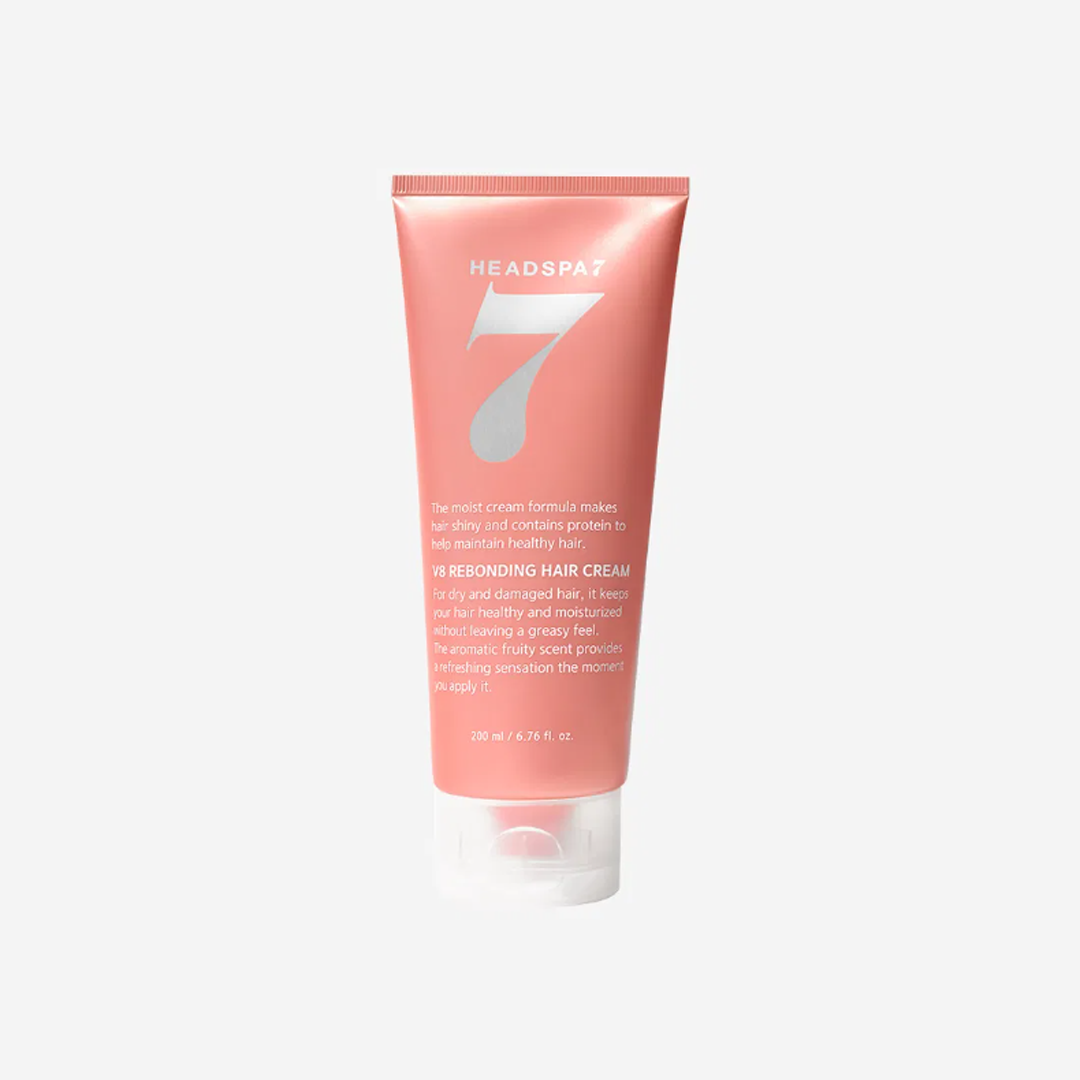 HEADSPA7
7
The moist cream formula makes
hair shiny and contains protein to
help maintain healthy hair.
V8 REBONDING HAIR CREAM
For dry and damaged hair, it keeps
your hair healthy and moisturized
without leaving a greasy feel.
The aromatic fruity scent provides
a refreshing sensation the moment
you apply it.
200 ml / 6.76 fl. oz.